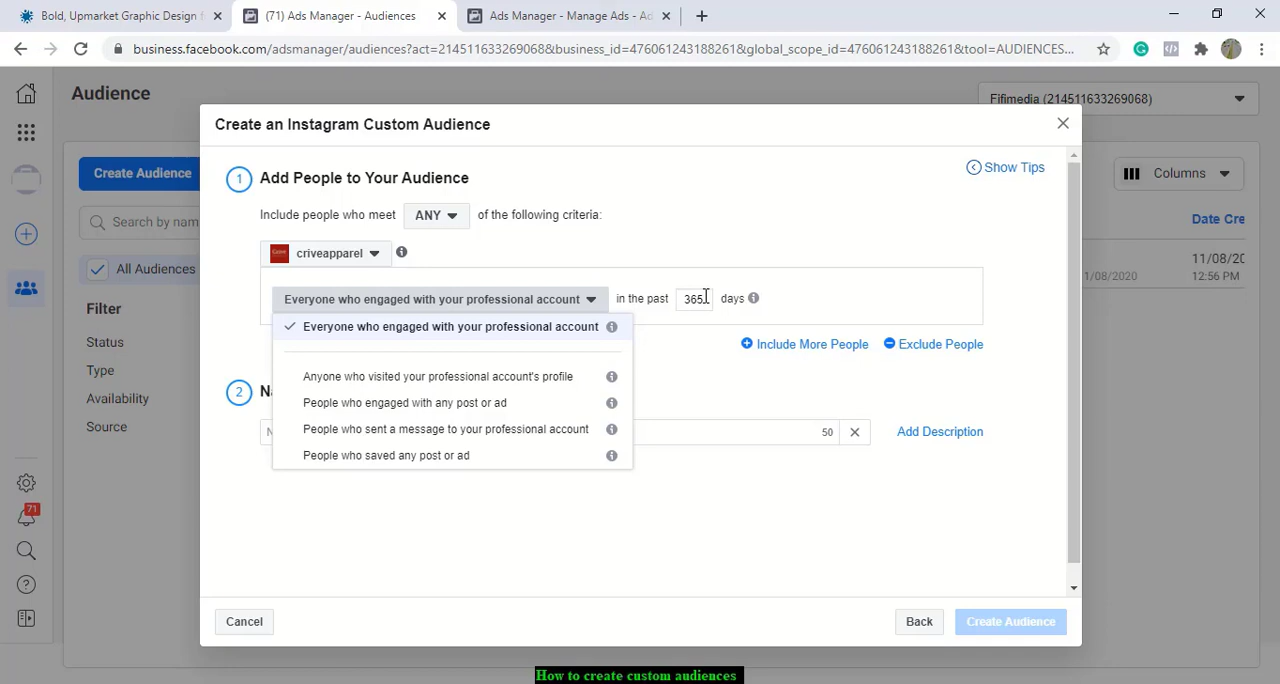 Bold, Upmarket Graphic Design f
(71) Ads Manager - Audiences
Ads Manager - Manage Ads - Ad
business.facebook.com/adsmanager/audiences?act=214511633269068&business_id=476061243188261&global_scope_id=476061243188261&tool=AUDIENCES...
Audience
Fifimedia (214511633269068)
Create an Instagram Custom Audience
Create Audience
Columns
Show Tips
1 Add People to Your Audience
Include people who meet ANY of the following criteria:
Search by nam
Date Cre
criveapparel
All Audiences
11/08/20
1/08/2020
12:56 PM
Everyone who engaged with your professional account in the past 365 days
Filter
Everyone who engaged with your professional account
Status
Include More People
Exclude People
Type
Anyone who visited your professional account's profile
2 Na
Availability
People who engaged with any post or ad
Source
People who sent a message to your professional account
N
50
Add Description
People who saved any post or ad
71
Cancel
Back
Create Audience
How to create custom audiences